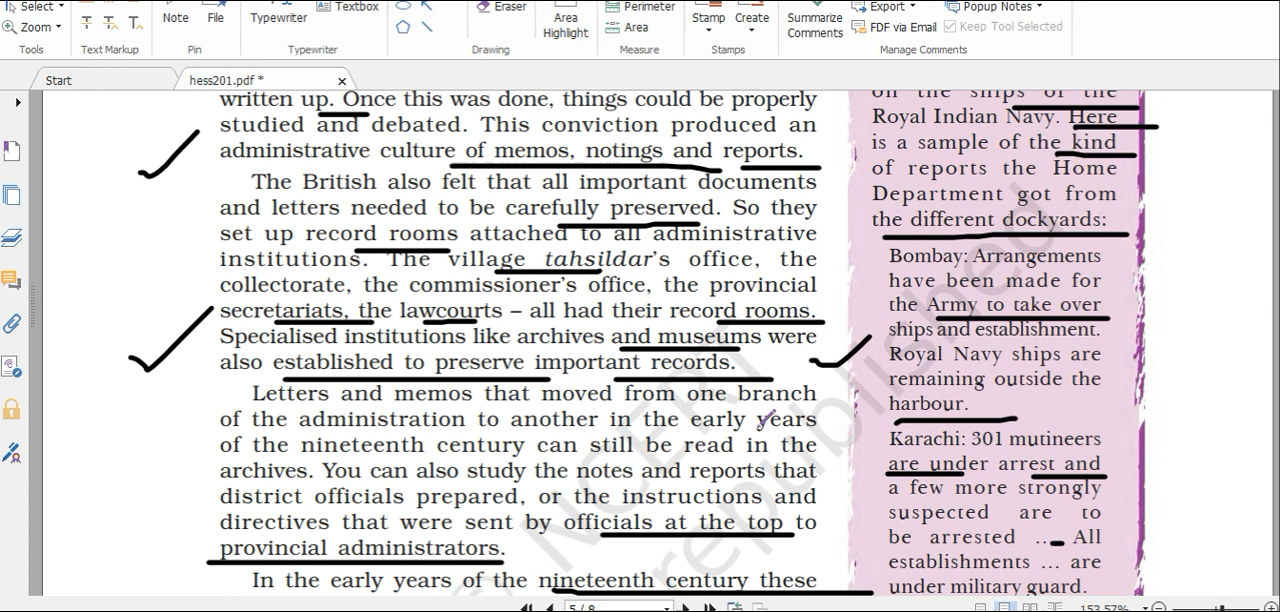 Select
Zoom
Tools
Text Markup
Note
File
Pin
Typewriter
Textbox
Typewriter
Eraser
Drawing
Area
Highlight
Perimeter
Area
Measure
Stamp
Create
Stamps
Summarize
Comments
Export
FDF via Email
Popup Notes
Keep Tool Selected
Manage Comments
Start
hess201.pdf *
written up. Once this was done, things could be properly
studied and debated. This conviction produced an
administrative culture of memos, notings and reports.
The British also felt that all important documents
and letters needed to be carefully preserved. So they
set up record rooms attached to all administrative
institutions. The village tahsildar's office, the
collectorate, the commissioner's office, the provincial
secretariats, the lawcourts – all had their record rooms.
Specialised institutions like archives and museums were
also established to preserve important records.
Letters and memos that moved from one branch
of the administration to another in the early years
of the nineteenth century can still be read in the
archives. You can also study the notes and reports that
district officials prepared, or the instructions and
directives that were sent by officials at the top to
provincial administrators.
In the early years of the nineteenth century these
on the ships of the
Royal Indian Navy. Here
is a sample of the kind
of reports the Home
Department got from
the different dockyards:
Bombay: Arrangements
have been made for
the Army to take over
ships and establishment.
Royal Navy ships are
remaining outside the
harbour.
Karachi: 301 mutineers
are under arrest and
a few more strongly
suspected are to
be arrested ... All
establishments ... are
under military guard.
NCERT
republished
5 / 8
153.57%